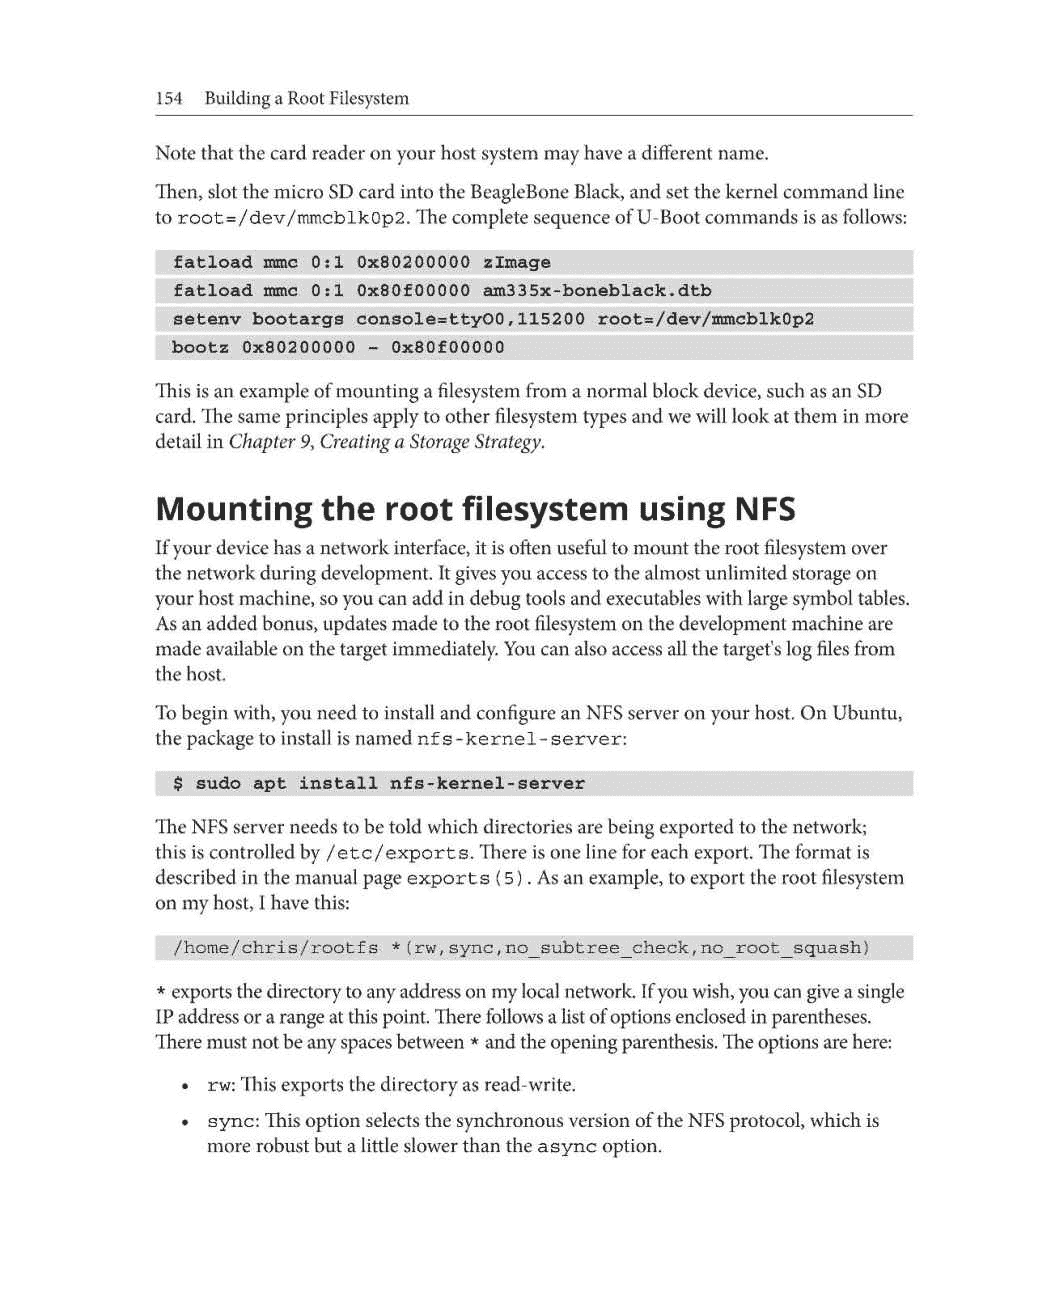 154 Building a Root Filesystem
Note that the card reader on your host system may have a different name.
Then, slot the micro SD card into the BeagleBone Black, and set the kernel command line
to root=/dev/mmcblk0p2. The complete sequence of U-Boot commands is as follows:
fatload mmc 0:1 0x80200000 zImage
fatload mmc 0:1 0x80f00000 am335x-boneblack.dtb
setenv bootargs console=ttyO0,115200 root=/dev/mmcblk0p2
bootz 0x80200000 - 0x80f00000
This is an example of mounting a filesystem from a normal block device, such as an SD
card. The same principles apply to other filesystem types and we will look at them in more
detail in Chapter 9, Creating a Storage Strategy.
Mounting the root filesystem using NFS
If your device has a network interface, it is often useful to mount the root filesystem over
the network during development. It gives you access to the almost unlimited storage on
your host machine, so you can add in debug tools and executables with large symbol tables.
As an added bonus, updates made to the root filesystem on the development machine are
made available on the target immediately. You can also access all the target's log files from
the host.
To begin with, you need to install and configure an NFS server on your host. On Ubuntu,
the package to install is named nfs-kernel-server:
$ sudo apt install nfs-kernel-server
The NFS server needs to be told which directories are being exported to the network;
this is controlled by /etc/exports. There is one line for each export. The format is
described in the manual page exports(5). As an example, to export the root filesystem
on my host, I have this:
/home/chris/rootfs *(rw,sync,no_subtree_check,no_root_squash)
* exports the directory to any address on my local network. If you wish, you can give a single
IP address or a range at this point. There follows a list of options enclosed in parentheses.
There must not be any spaces between * and the opening parenthesis. The options are here:
• rw: This exports the directory as read-write.
• sync: This option selects the synchronous version of the NFS protocol, which is
more robust but a little slower than the async option.